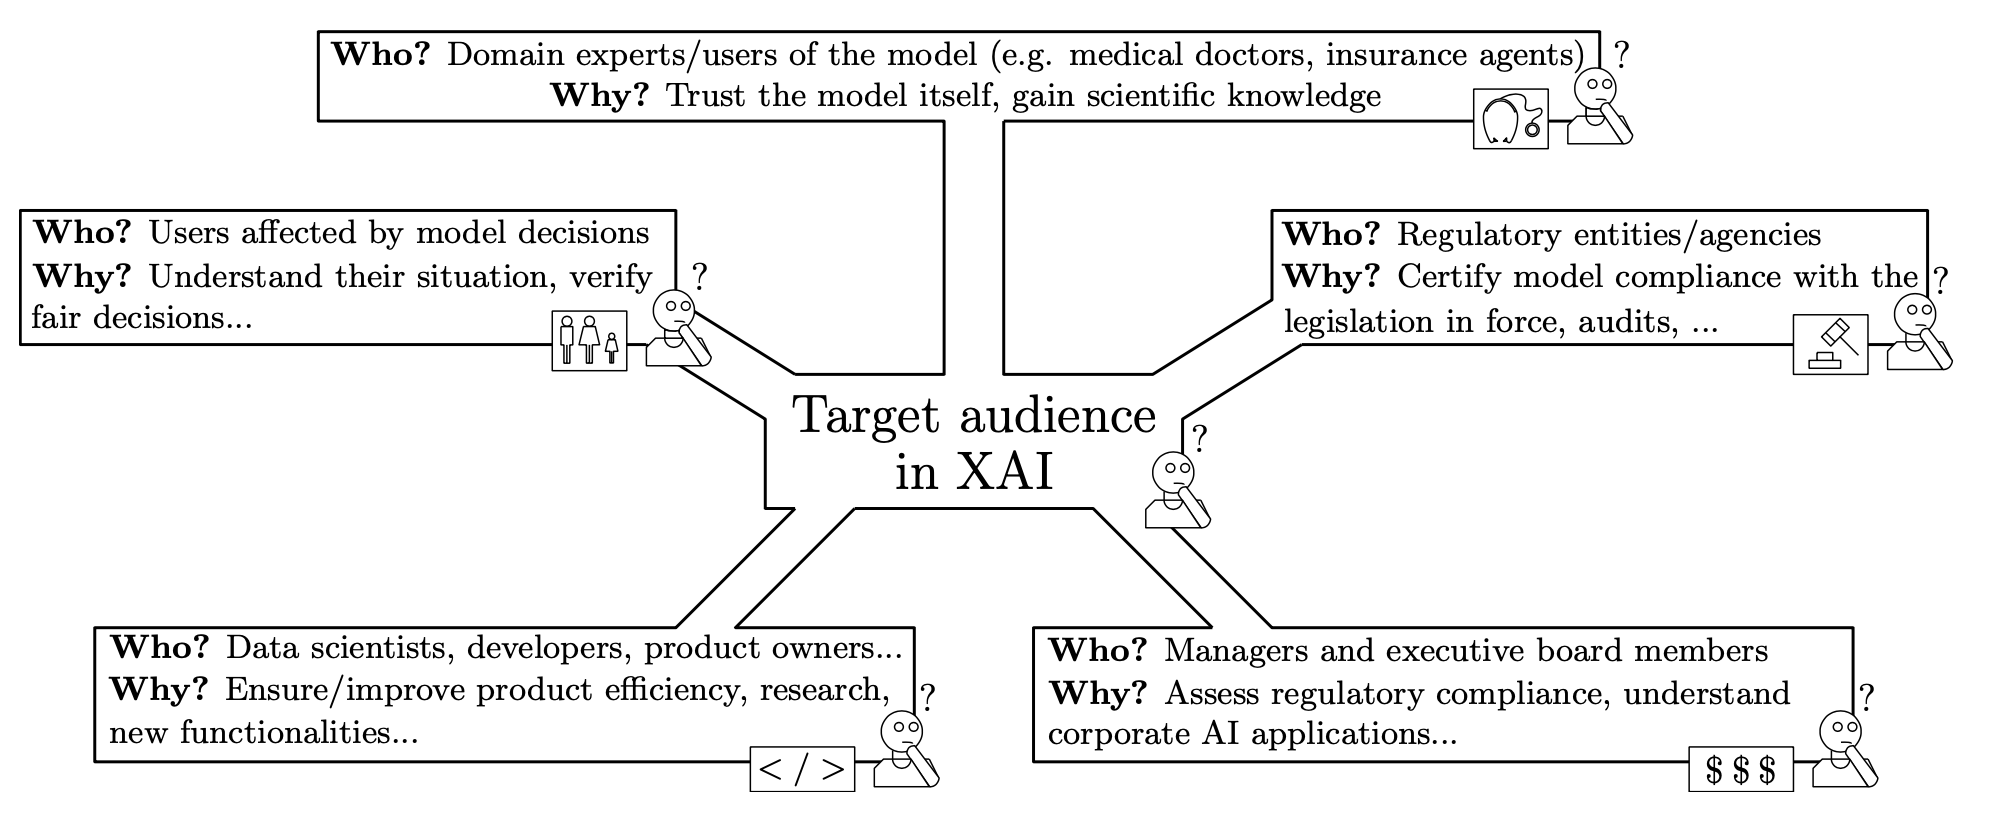 Who? Domain experts/users of the model (e.g. medical doctors, insurance agents)
?
Why? Trust the model itself, gain scientific knowledge
Who? Users affected by model decisions
Why? Understand their situation, verify
fair decisions...
?
Who? Regulatory entities/agencies
Why? Certify model compliance with the
legislation in force, audits, ...
?
Target audience
in XAI
?
Who? Data scientists, developers, product owners...
Why? Ensure/improve product efficiency, research,
new functionalities...
?
< / >
Who? Managers and executive board members
Why? Assess regulatory compliance, understand
corporate AI applications...
?
$ $ $